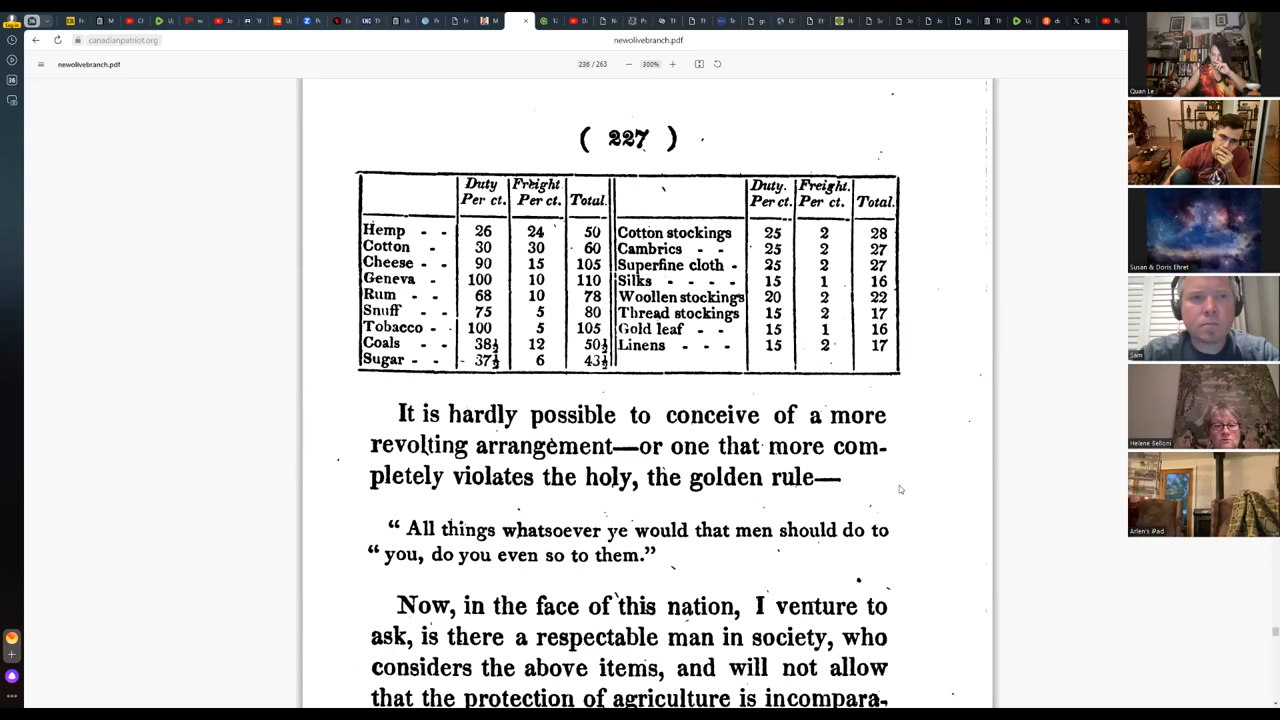 canadianpatriot.org
newolivebranch.pdf
newolivebranch.pdf
236 / 263
300%
( 227 )
Duty Per ct. Freight Per ct. Total. Duty. Per ct. Freight. Per ct. Total.
Hemp - - 26 24 50 Cotton stockings 25 2 28
Cotton - 30 30 60 Cambrics - - 25 2 27
Cheese - - 90 15 105 Superfine cloth - 25 2 27
Geneva - 100 10 110 Silks - - - - 15 1 16
Rum - - 68 10 78 Woollen stockings 20 2 22
Snuff - 75 5 80 Thread stockings 15 2 17
Tobacco - 100 5 105 Gold leaf - - 15 1 16
Coals - - 38½ 12 50½ Linens - - - 15 2 17
Sugar - - 37½ 6 43½
It is hardly possible to conceive of a more
revolting arrangement—or one that more com-
pletely violates the holy, the golden rule—
“ All things whatsoever ye would that men should do to
“ you, do you even so to them.”
Now, in the face of this nation, I venture to
ask, is there a respectable man in society, who
considers the above items, and will not allow
that the protection of agriculture is incompara-
Quan Le
Susan & Doris Ehret
Sam
Helene Belloni
Arlen's iPad